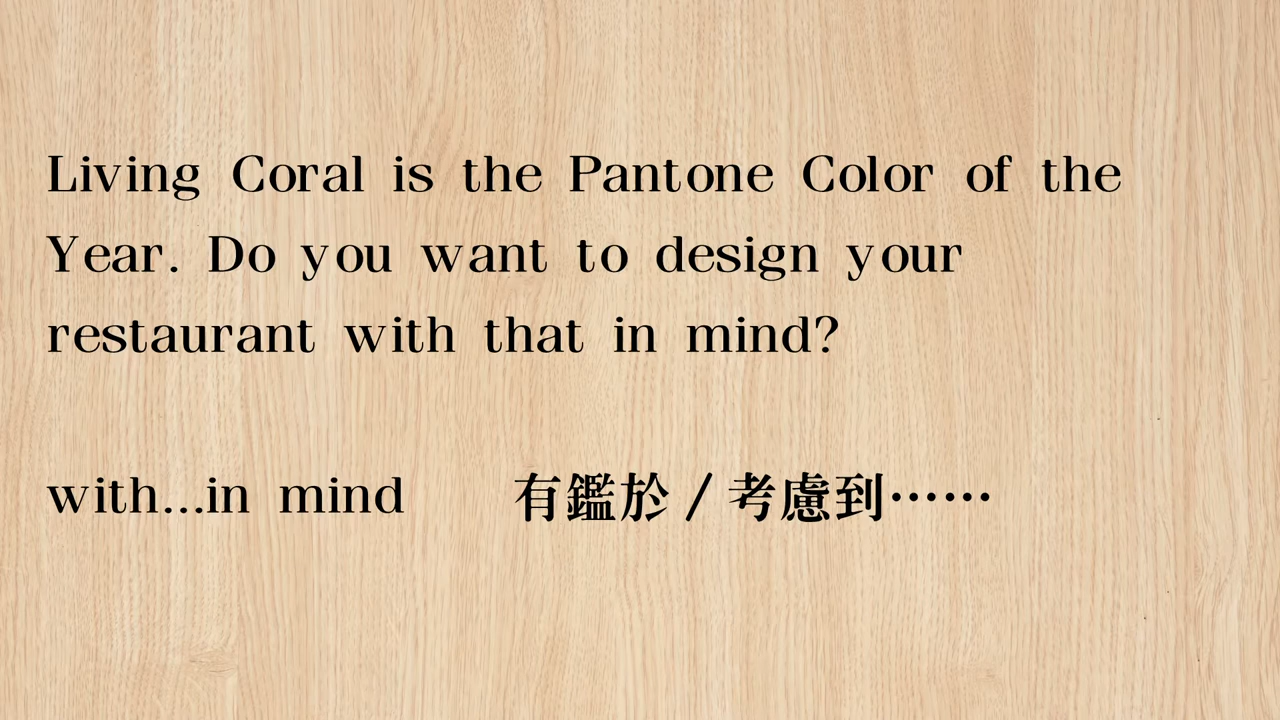 Living Coral is the Pantone Color of the
Year. Do you want to design your
restaurant with that in mind?
with...in mind 有鑑於／考慮到⋯⋯